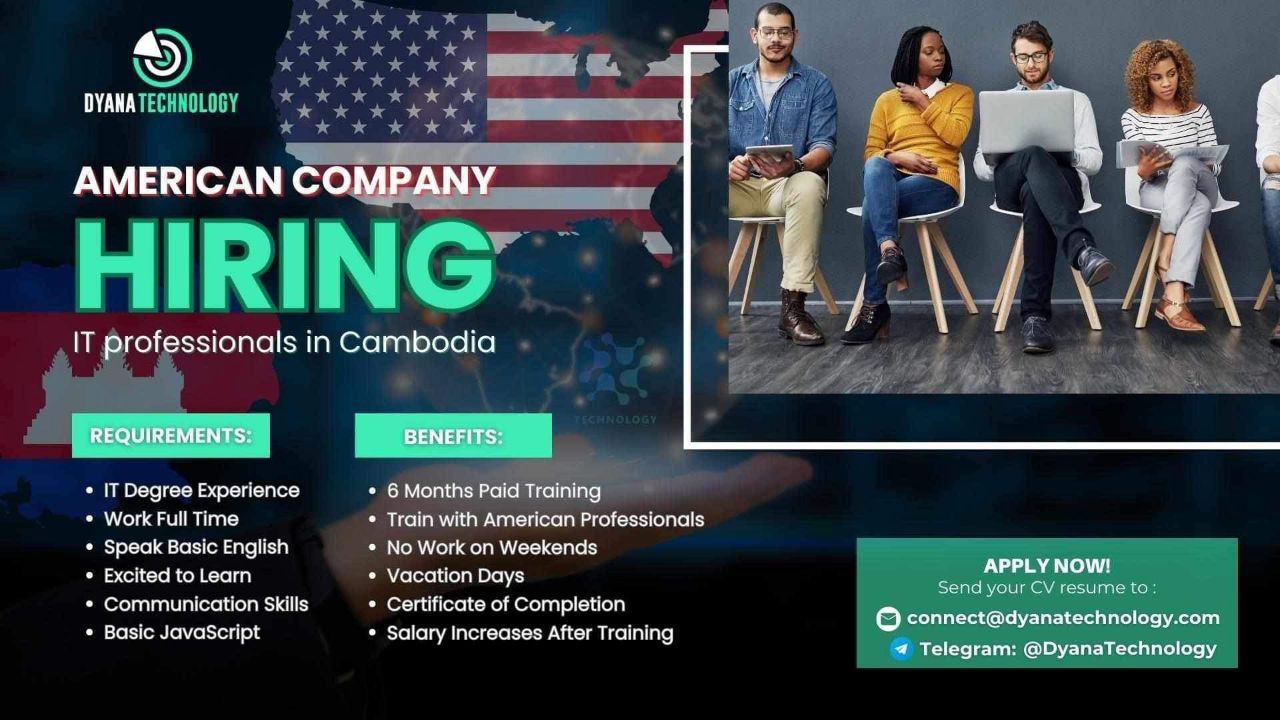 DYANA TECHNOLOGY
AMERICAN COMPANY
HIRING
IT professionals in Cambodia
TECHNOLOGY
REQUIREMENTS:
• IT Degree Experience
• Work Full Time
• Speak Basic English
• Excited to Learn
• Communication Skills
• Basic JavaScript
BENEFITS:
• 6 Months Paid Training
• Train with American Professionals
• No Work on Weekends
• Vacation Days
• Certificate of Completion
• Salary Increases After Training
APPLY NOW!
Send your CV resume to :
connect@dyanatechnology.com
Telegram: @DyanaTechnology